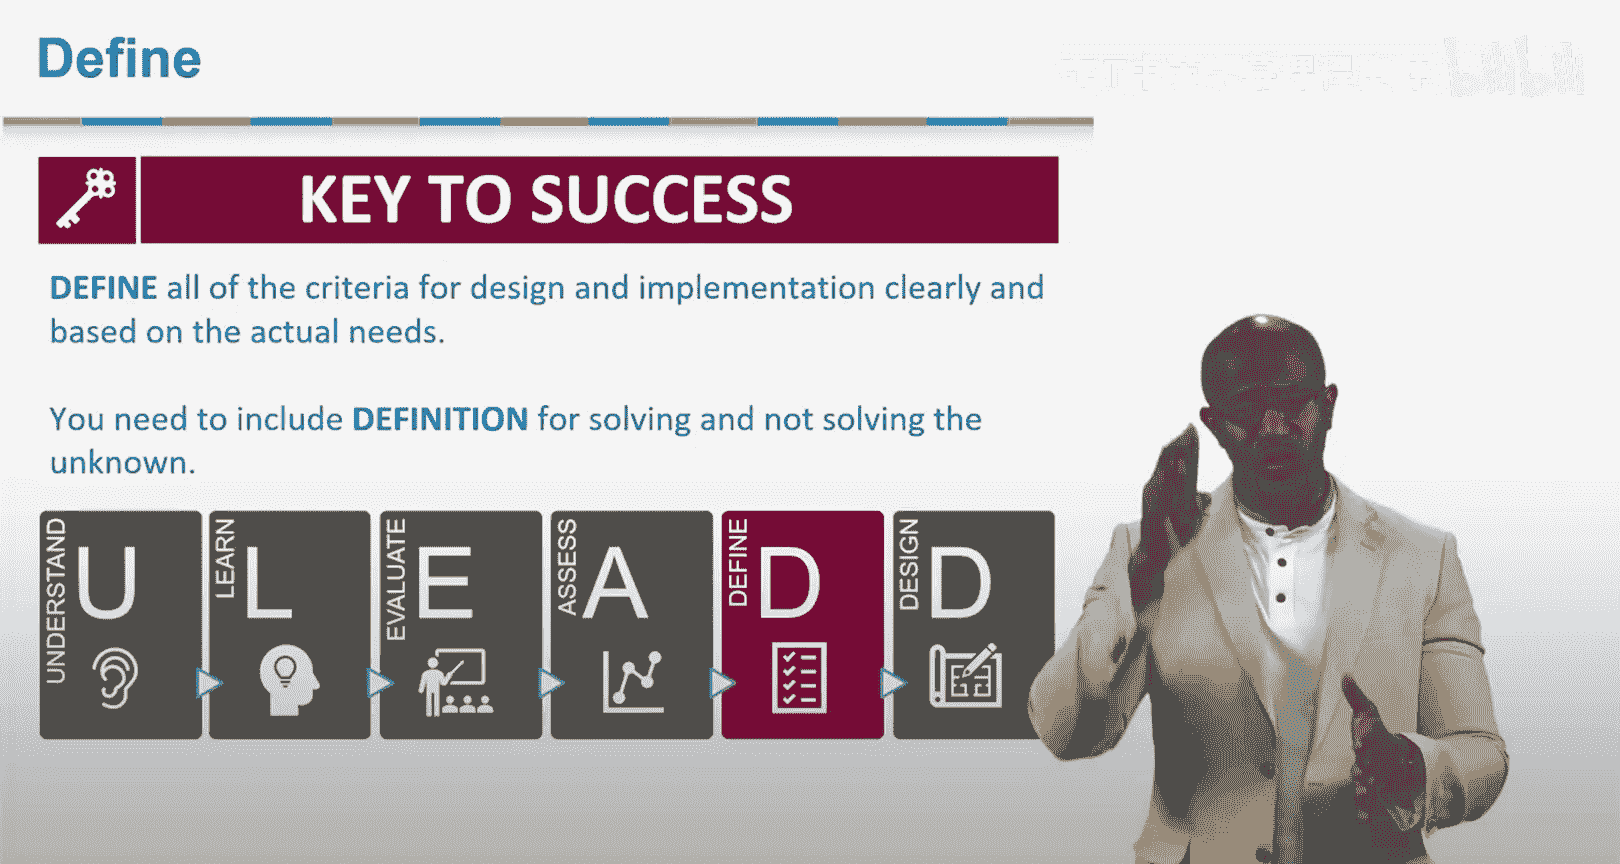 Define
KEY TO SUCCESS
DEFINE all of the criteria for design and implementation clearly and
based on the actual needs.
You need to include DEFINITION for solving and not solving the
unknown.
UNDERSTAND
U
LEARN
L
EVALUATE
E
ASSESS
A
DEFINE
D
DESIGN
D
bilibili